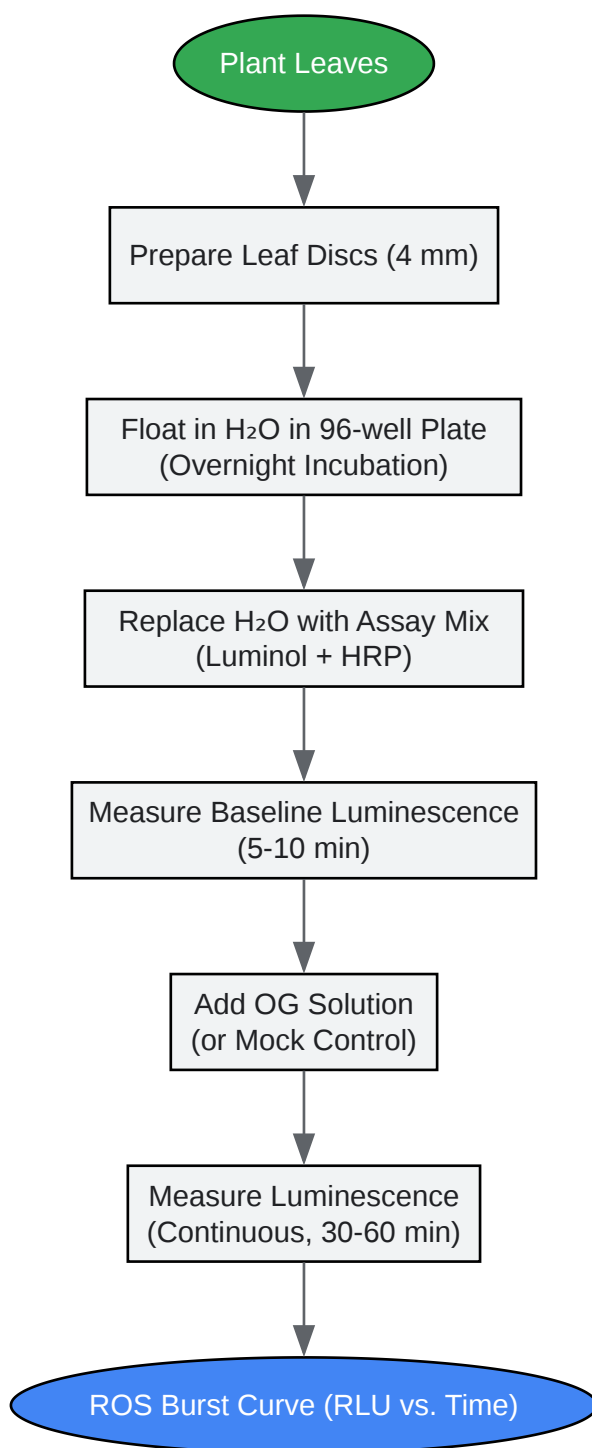 Plant Leaves
Prepare Leaf Discs (4 mm)
Float in H₂O in 96-well Plate
(Overnight Incubation)
Replace H₂O with Assay Mix
(Luminol + HRP)
Measure Baseline Luminescence
(5-10 min)
Add OG Solution
(or Mock Control)
Measure Luminescence
(Continuous, 30-60 min)
ROS Burst Curve (RLU vs. Time)